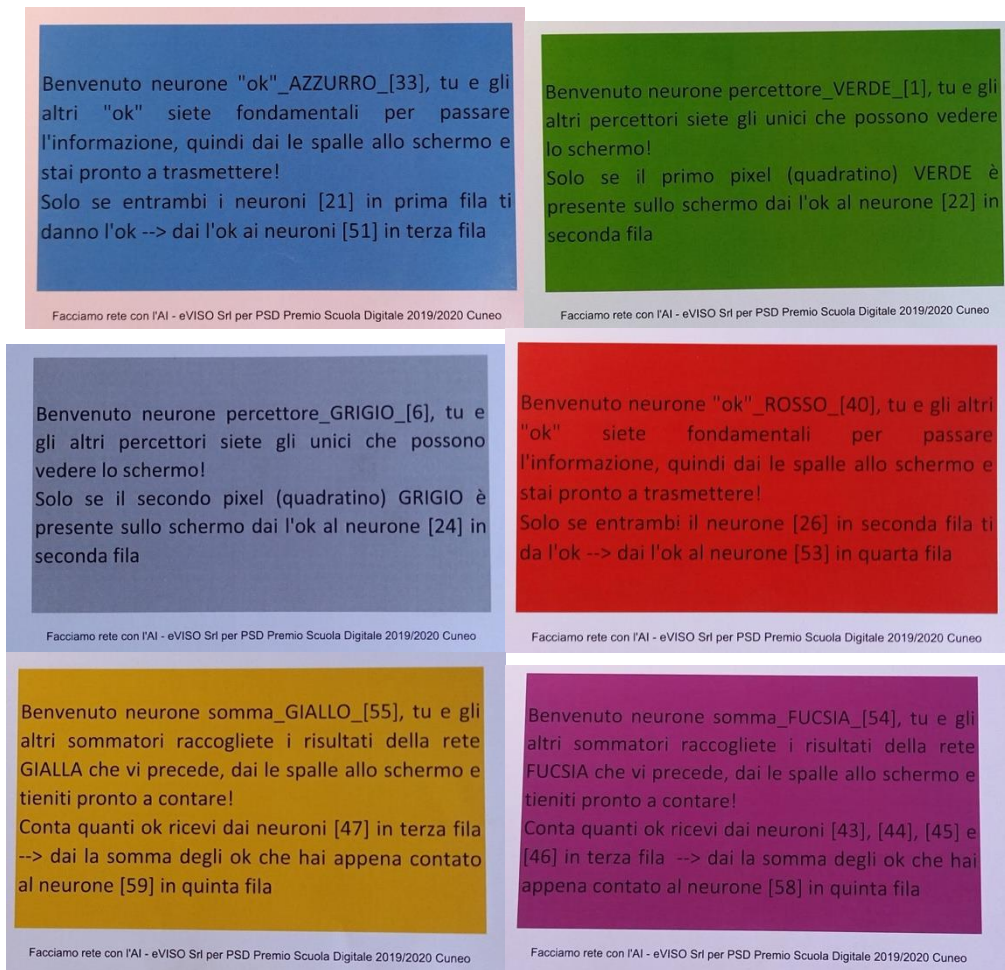 Benvenuto neurone "ok"_AZZURRO_[33], tu e gli
altri "ok" siete fondamentali per passare
l'informazione, quindi dai le spalle allo schermo e
stai pronto a trasmettere!
Solo se entrambi i neuroni [21] in prima fila ti
danno l'ok --> dai l'ok ai neuroni [51] in terza fila
Facciamo rete con l'AI - eVISO Srl per PSD Premio Scuola Digitale 2019/2020 Cuneo
Benvenuto neurone percettore_VERDE_[1], tu e gli
altri percettori siete gli unici che possono vedere
lo schermo!
Solo se il primo pixel (quadratino) VERDE è
presente sullo schermo dai l'ok al neurone [22] in
seconda fila
Facciamo rete con l'AI - eVISO Srl per PSD Premio Scuola Digitale 2019/2020 Cuneo
Benvenuto neurone percettore_GRIGIO_[6], tu e
gli altri percettori siete gli unici che possono
vedere lo schermo!
Solo se il secondo pixel (quadratino) GRIGIO è
presente sullo schermo dai l'ok al neurone [24] in
seconda fila
Facciamo rete con l'AI - eVISO Srl per PSD Premio Scuola Digitale 2019/2020 Cuneo
Benvenuto neurone "ok"_ROSSO_[40], tu e gli altri
"ok" siete fondamentali per passare
l'informazione, quindi dai le spalle allo schermo e
stai pronto a trasmettere!
Solo se entrambi il neurone [26] in seconda fila ti
da l'ok --> dai l'ok al neurone [53] in quarta fila
Facciamo rete con l'AI - eVISO Srl per PSD Premio Scuola Digitale 2019/2020 Cuneo
Benvenuto neurone somma_GIALLO_[55], tu e gli
altri sommatori raccogliete i risultati della rete
GIALLA che vi precede, dai le spalle allo schermo e
tieniti pronto a contare!
Conta quanti ok ricevi dai neuroni [47] in terza fila
--> dai la somma degli ok che hai appena contato
al neurone [59] in quinta fila
Facciamo rete con l'AI - eVISO Srl per PSD Premio Scuola Digitale 2019/2020 Cuneo
Benvenuto neurone somma_FUCSIA_[54], tu e gli
altri sommatori raccogliete i risultati della rete
FUCSIA che vi precede, dai le spalle allo schermo e
tieniti pronto a contare!
Conta quanti ok ricevi dai neuroni [43], [44], [45] e
[46] in terza fila --> dai la somma degli ok che hai
appena contato al neurone [58] in quinta fila
Facciamo rete con l'AI - eVISO Srl per PSD Premio Scuola Digitale 2019/2020 Cuneo